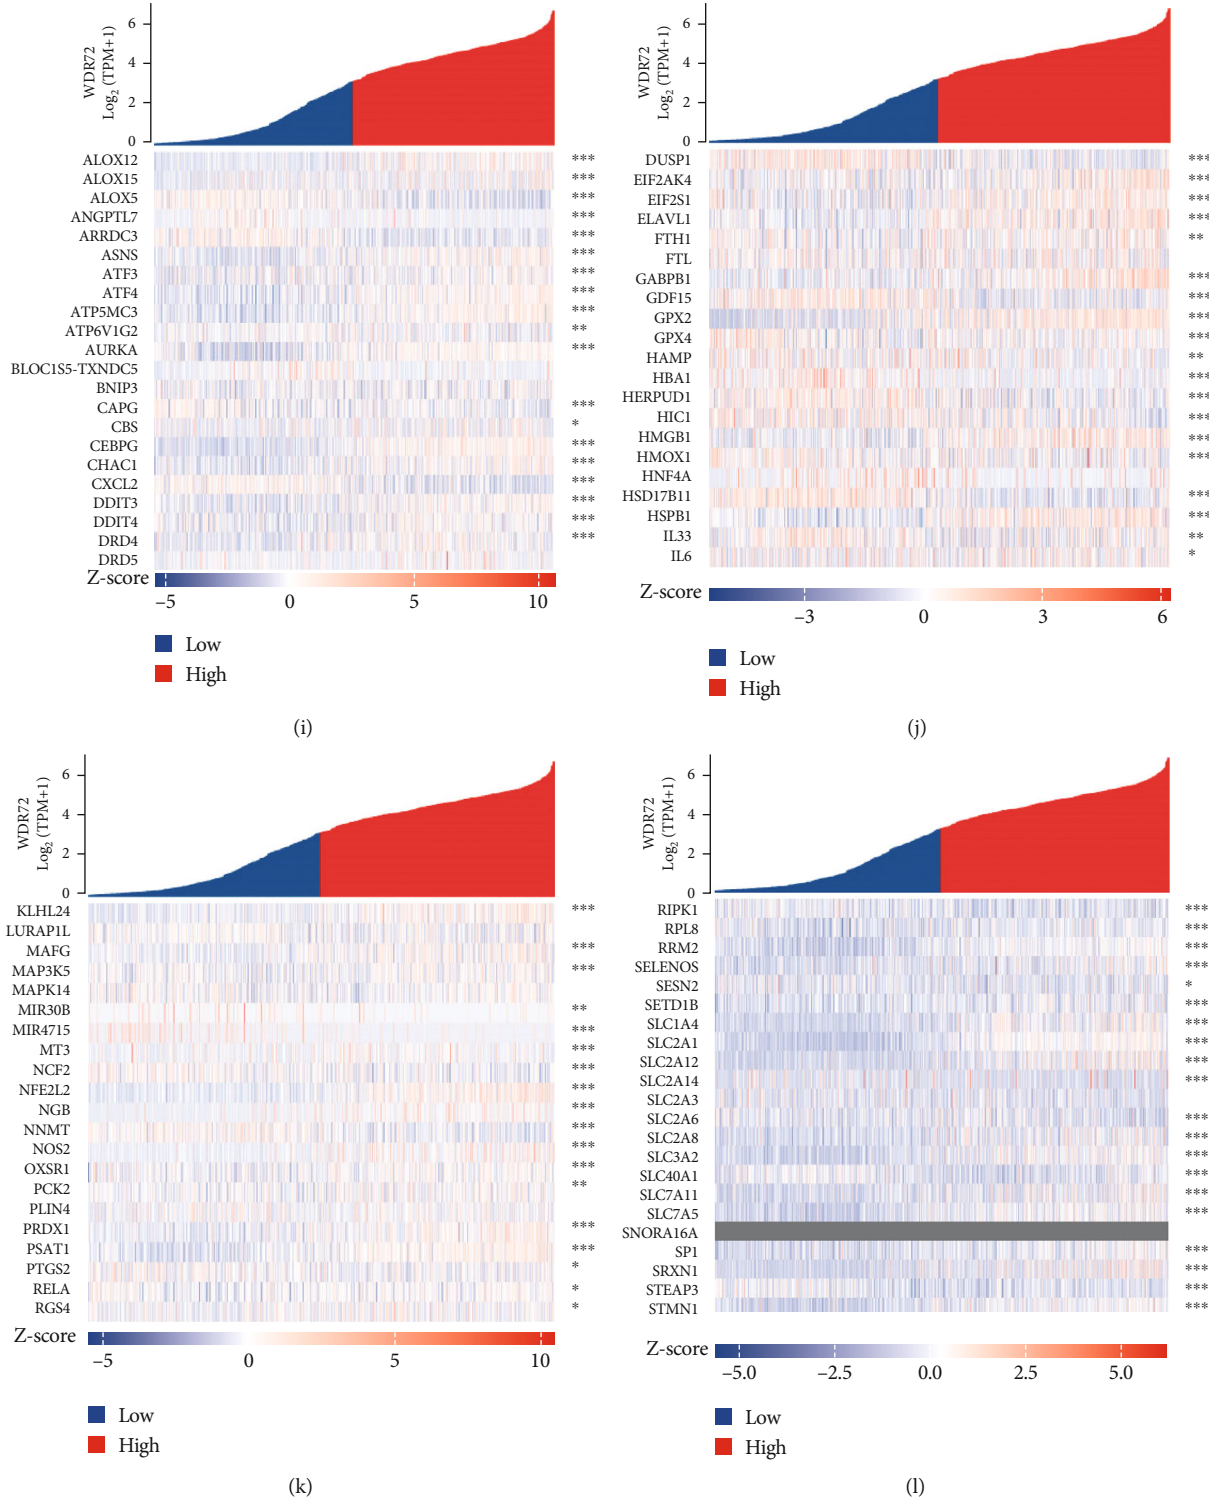 WDR72
Log2 (TPM+1)
6
4
2
0
ALOX12 ***
ALOX15 ***
ALOX5 ***
ANGPTL7 ***
ARRDC3 ***
ASNS ***
ATF3 ***
ATF4 ***
ATP5MC3 ***
ATP6V1G2 **
AURKA ***
BLOC1S5-TXNDC5
BNIP3
CAPG ***
CBS *
CEBPG ***
CHAC1 ***
CXCL2 ***
DDIT3 ***
DDIT4 ***
DRD4 ***
DRD5
Z-score
−5 0 5 10
Low
High
(i)
WDR72
Log2 (TPM+1)
6
4
2
0
DUSP1 ***
EIF2AK4 ***
EIF2S1 ***
ELAVL1 ***
FTH1 **
FTL
GABPB1 ***
GDF15 ***
GPX2 ***
GPX4 ***
HAMP **
HBA1 ***
HERPUD1 ***
HIC1 ***
HMGB1 ***
HMOX1 ***
HNF4A
HSD17B11 ***
HSPB1 ***
IL33 **
IL6 *
Z-score
−3 0 3 6
Low
High
(j)
WDR72
Log2 (TPM+1)
6
4
2
0
KLHL24 ***
LURAP1L
MAFG ***
MAP3K5 ***
MAPK14
MIR30B **
MIR4715 ***
MT3 ***
NCF2 ***
NFE2L2 ***
NGB ***
NNMT ***
NOS2 ***
OXSR1 ***
PCK2 **
PLIN4
PRDX1 ***
PSAT1 ***
PTGS2 *
RELA *
RGS4 *
Z-score
−5 0 5 10
Low
High
(k)
WDR72
Log2 (TPM+1)
6
4
2
0
RIPK1 ***
RPL8 ***
RRM2 ***
SELENOS ***
SESN2 *
SETD1B ***
SLC1A4 ***
SLC2A1 ***
SLC2A12 ***
SLC2A14 ***
SLC2A3
SLC2A6 ***
SLC2A8 ***
SLC3A2 ***
SLC40A1 ***
SLC7A11 ***
SLC7A5 ***
SNORA16A
SP1 ***
SRXN1 ***
STEAP3 ***
STMN1 ***
Z-score
−5.0 −2.5 0.0 2.5 5.0
Low
High
(l)